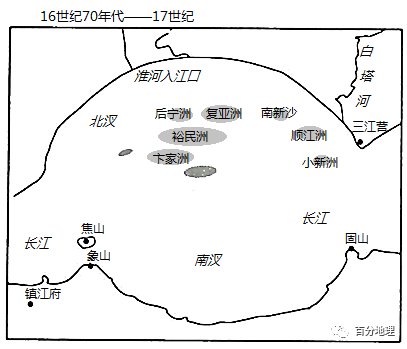 16世纪70年代——17世纪
淮河入江口
白塔河
北汊
后宁洲
复亚洲
南新沙
裕民洲
顺江洲
三江营
卞家洲
小新洲
长江
焦山
长江
固山
象山
南汊
镇江府
百分地理